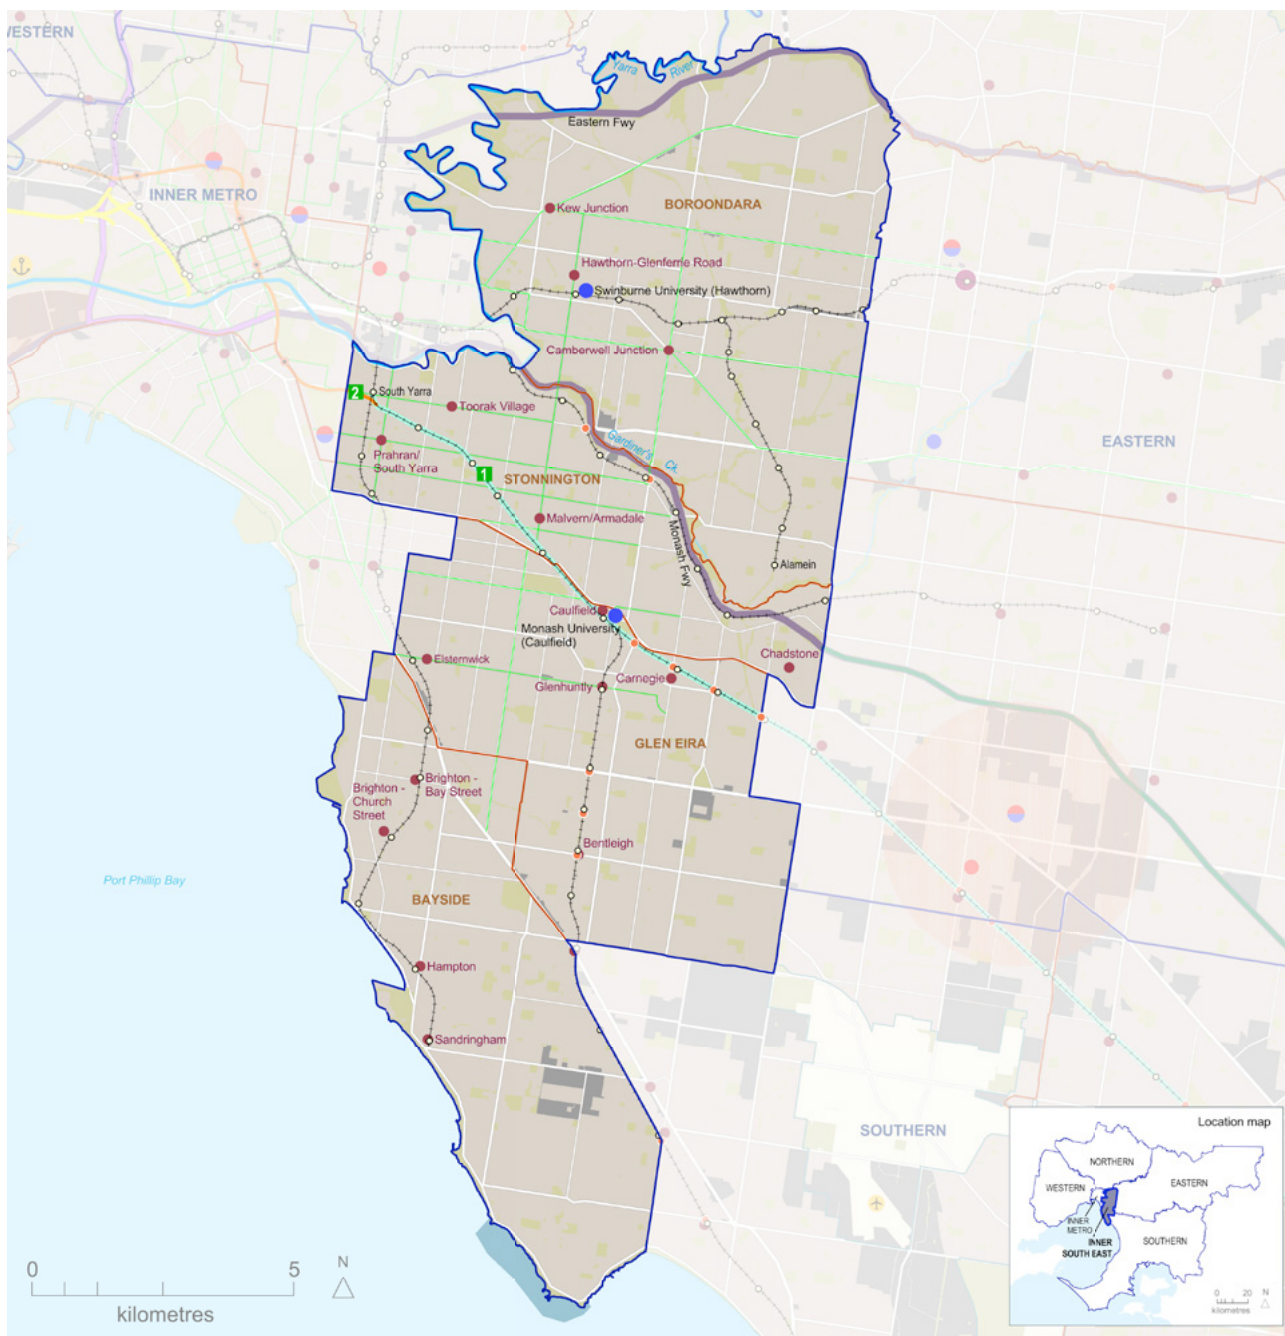 WESTERN
Yarra
River
Eastern Fwy
INNER METRO
Kew Junction
BOROONDARA
Hawthorn-Glenferrie Road
Swinburne University (Hawthorn)
Camberwell Junction
2
South Yarra
Toorak Village
Prahran/
South Yarra
Gardiner's
Ck.
EASTERN
1
STONNINGTON
Malvern/Armadale
Monash Fwy
Alamein
Caulfield
Monash University
(Caulfield)
Elsternwick
Chadstone
Carnegie
Glenhuntly
GLEN EIRA
Brighton -
Bay Street
Brighton -
Church
Street
Bentleigh
Port Phillip Bay
BAYSIDE
Hampton
Sandringham
SOUTHERN
Location map
NORTHERN
WESTERN
EASTERN
INNER
METRO
INNER
SOUTH EAST
SOUTHERN
0 20
kilometres
N
0 5
kilometres
N